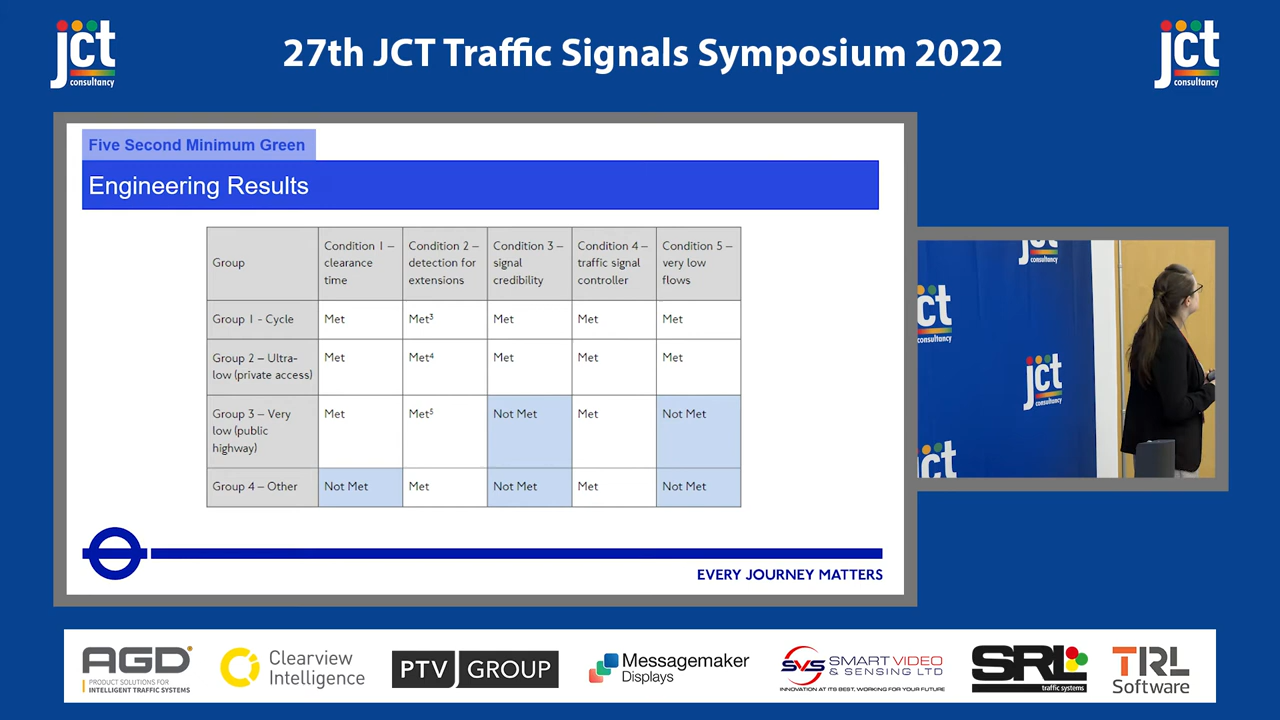 jct
consultancy
27th JCT Traffic Signals Symposium 2022
jct
consultancy
Five Second Minimum Green
Engineering Results
Group
Condition 1 –
clearance
time
Condition 2 –
detection for
extensions
Condition 3 –
signal
credibility
Condition 4 –
traffic signal
controller
Condition 5 –
very low
flows
Group 1 - Cycle
Met
Met³
Met
Met
Met
Group 2 – Ultra-
low (private access)
Met
Met⁴
Met
Met
Met
Group 3 – Very
low (public
highway)
Met
Met⁵
Not Met
Met
Not Met
Group 4 – Other
Not Met
Met
Not Met
Met
Not Met
EVERY JOURNEY MATTERS
jct
consultancy
jct
consultancy
jct
consultancy
jct
consultancy
AGD
PRODUCT SOLUTIONS FOR
INTELLIGENT TRAFFIC SYSTEMS
Clearview
Intelligence
PTV GROUP
Messagemaker
Displays
SVS SMART VIDEO
& SENSING LTD
INNOVATION AT ITS BEST, WORKING FOR YOUR FUTURE
SRL
traffic systems
TRL
Software